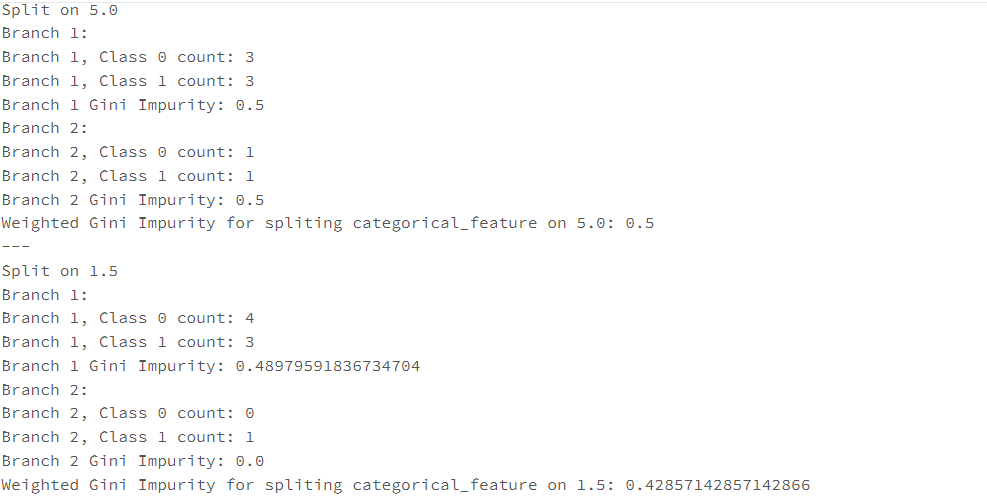 Split on 5.0
Branch 1:
Branch 1, Class 0 count: 3
Branch 1, Class 1 count: 3
Branch 1 Gini Impurity: 0.5
Branch 2:
Branch 2, Class 0 count: 1
Branch 2, Class 1 count: 1
Branch 2 Gini Impurity: 0.5
Weighted Gini Impurity for spliting categorical_feature on 5.0: 0.5
---
Split on 1.5
Branch 1:
Branch 1, Class 0 count: 4
Branch 1, Class 1 count: 3
Branch 1 Gini Impurity: 0.48979591836734704
Branch 2:
Branch 2, Class 0 count: 0
Branch 2, Class 1 count: 1
Branch 2 Gini Impurity: 0.0
Weighted Gini Impurity for spliting categorical_feature on 1.5: 0.42857142857142866